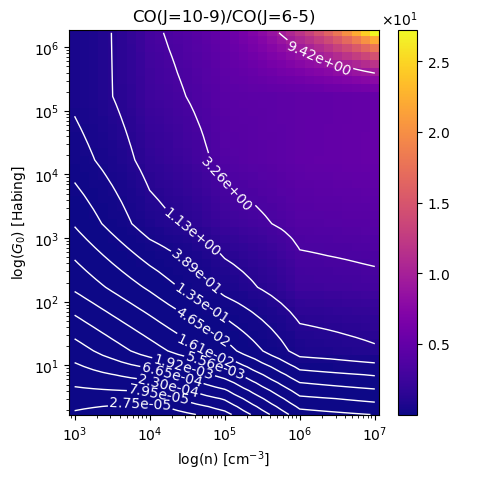 CO(J=10-9)/CO(J=6-5)
×10¹
10⁶
10⁵
10⁴
10³
10²
10¹
log(G₀) [Habing]
9.42e+00
3.26e+00
1.13e+00
3.89e-01
1.35e-01
4.65e-02
1.61e-02
5.56e-03
1.92e-03
6.65e-04
2.30e-04
7.95e-05
2.75e-05
2.5
2.0
1.5
1.0
0.5
10³ 10⁴ 10⁵ 10⁶ 10⁷
log(n) [cm⁻³]